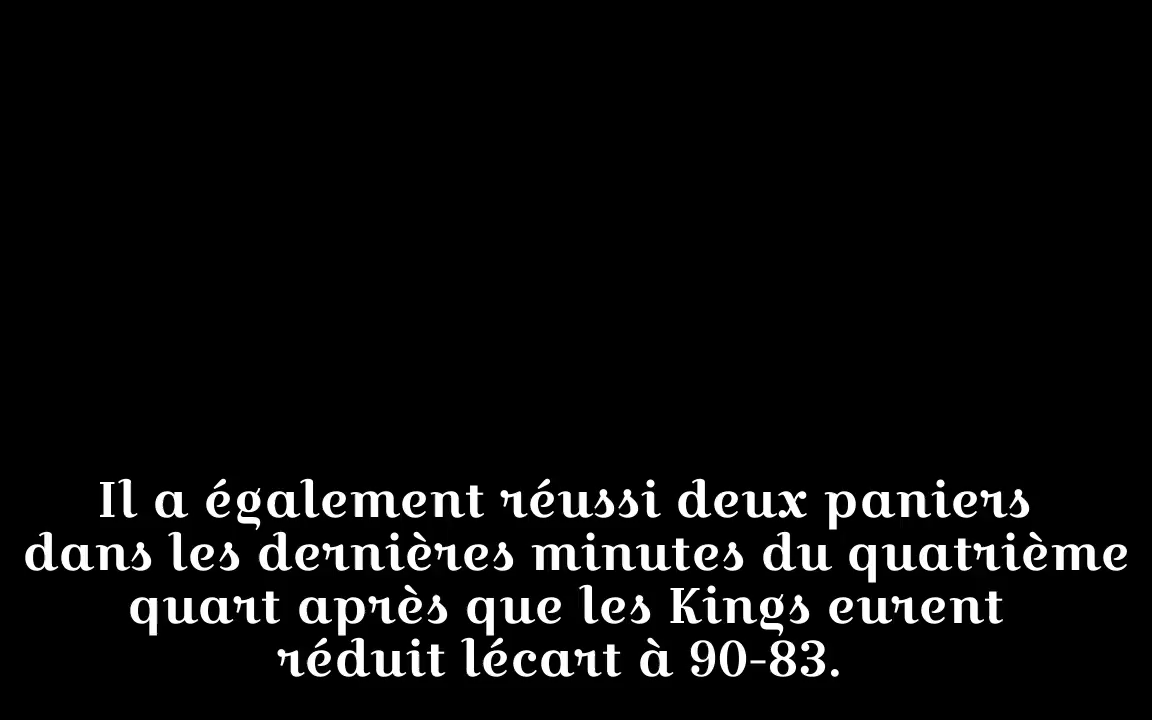 Il a également réussi deux paniers
dans les dernières minutes du quatrième
quart après que les Kings eurent
réduit lécart à 90-83.